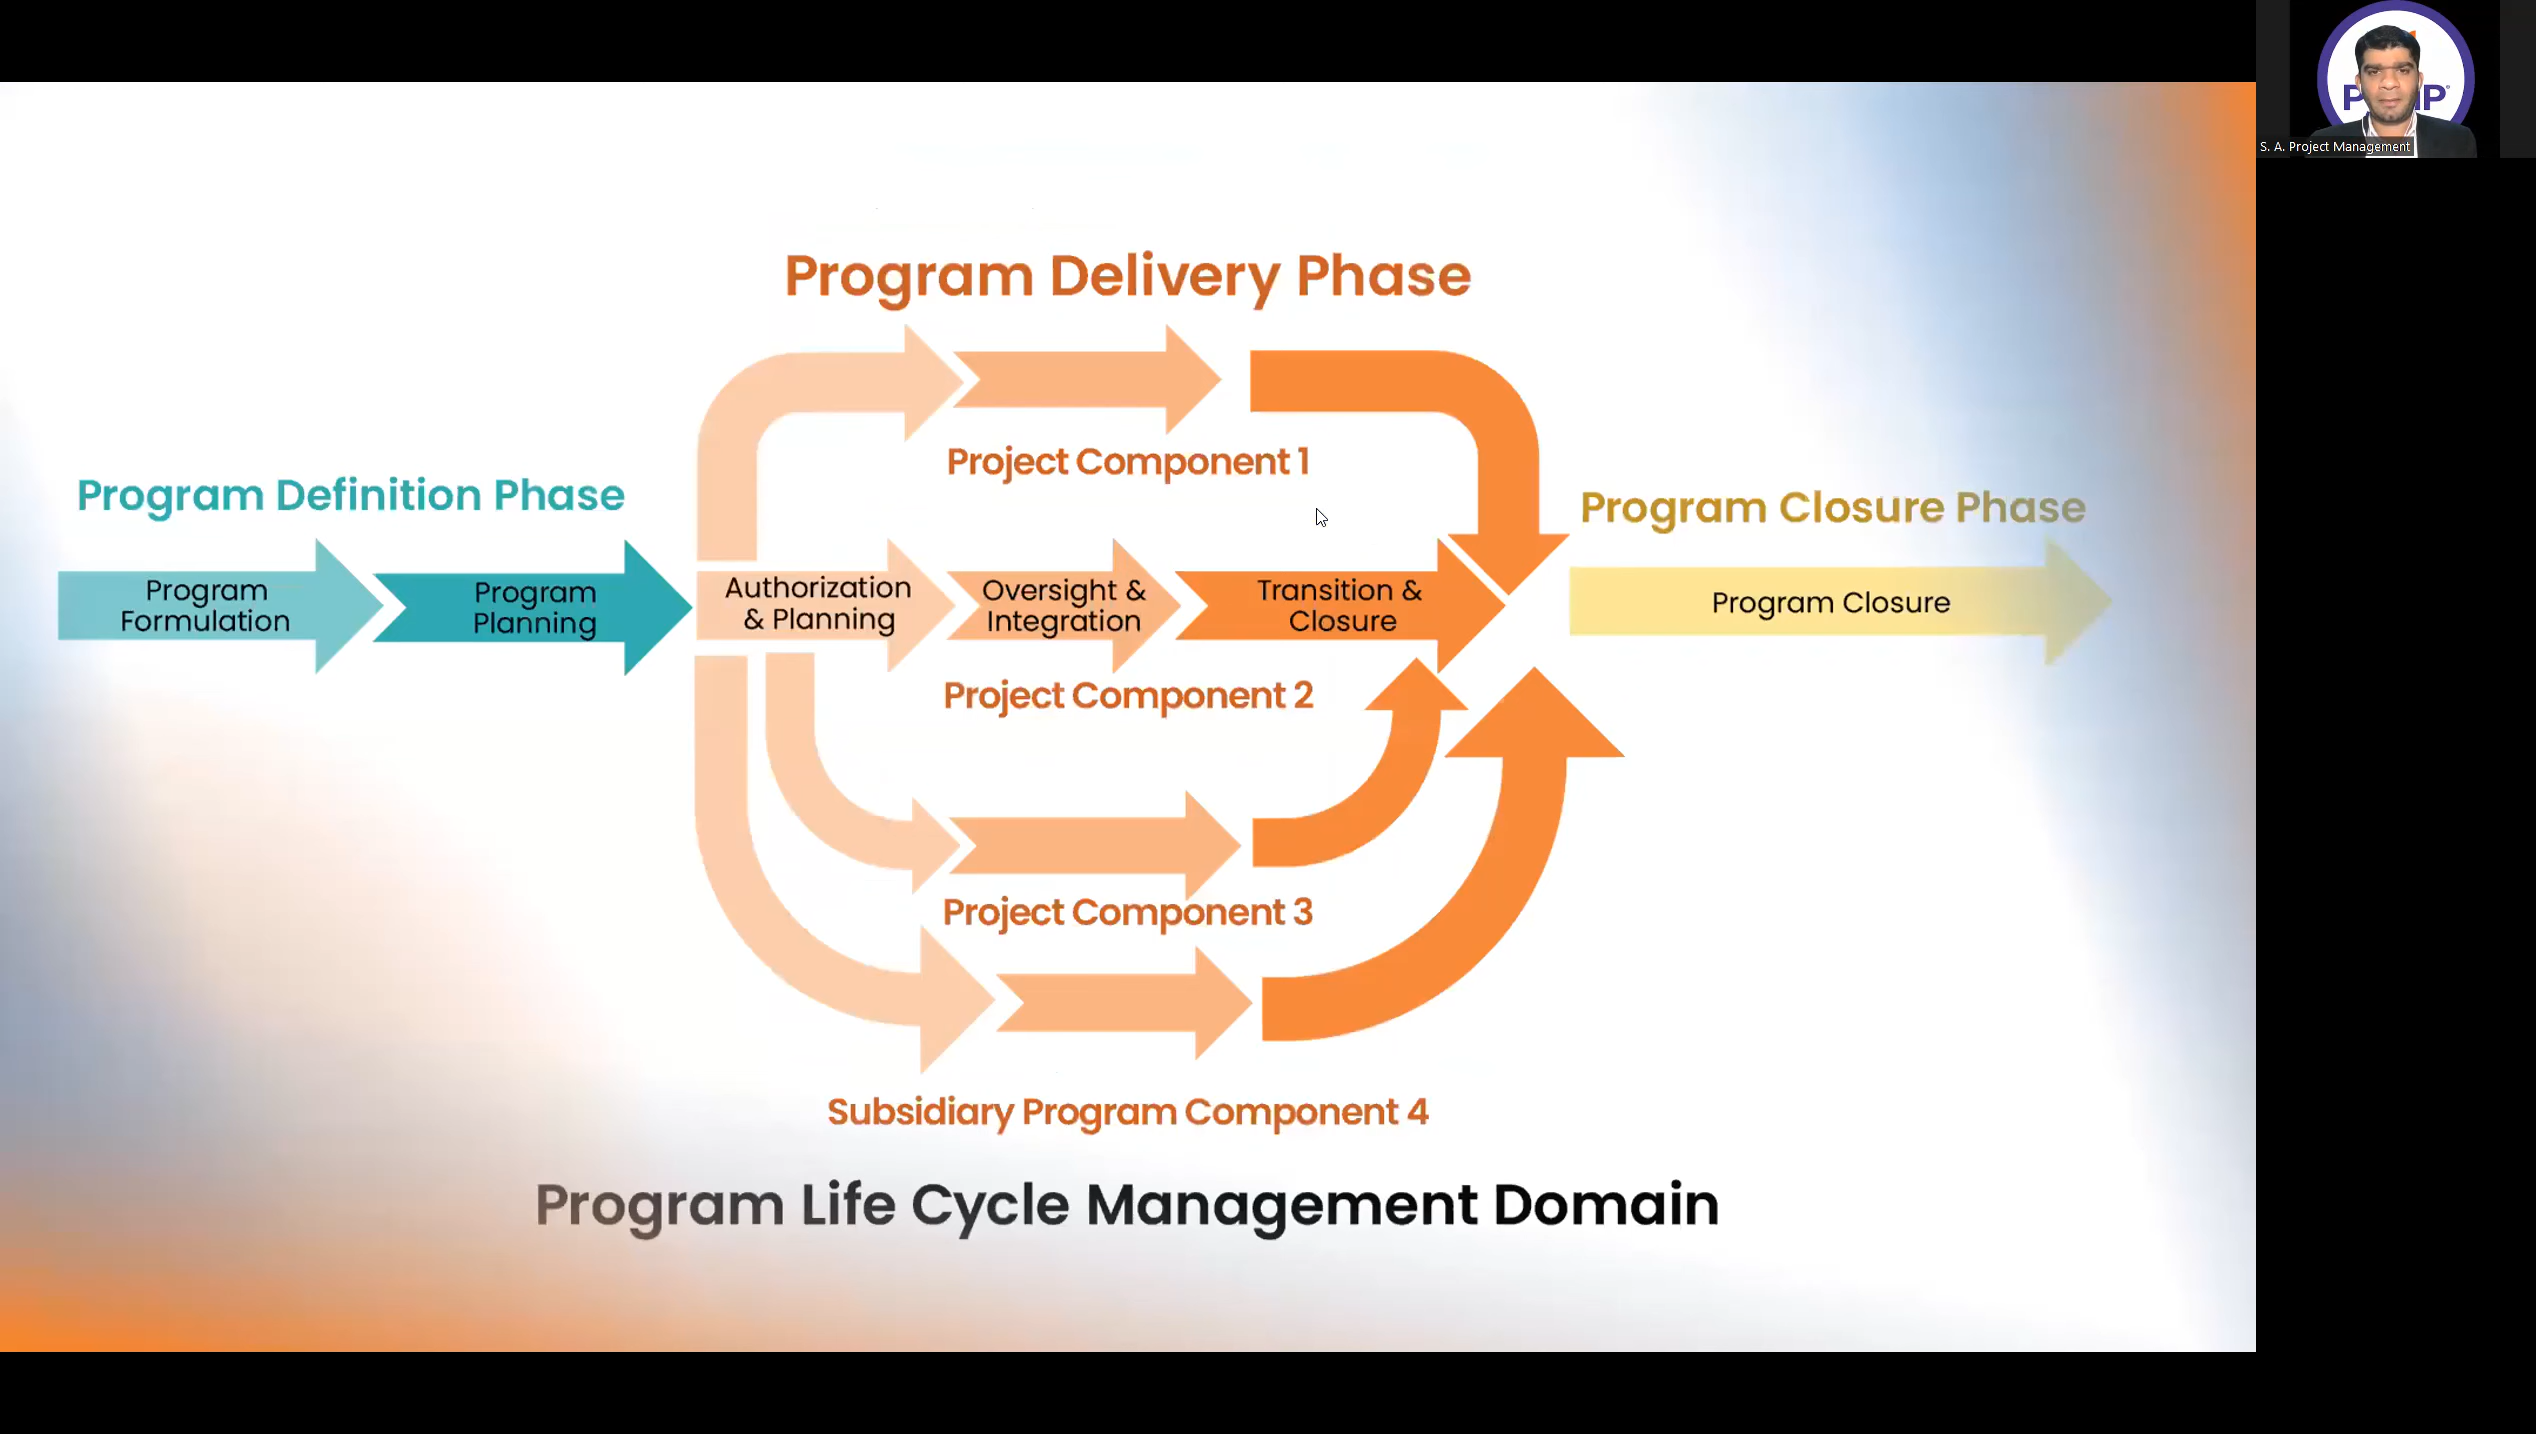 S. A. Project Management
Program Delivery Phase
Project Component 1
Program Definition Phase
Program Closure Phase
Program
Formulation
Program
Planning
Authorization
& Planning
Oversight &
Integration
Transition &
Closure
Program Closure
Project Component 2
Project Component 3
Subsidiary Program Component 4
Program Life Cycle Management Domain